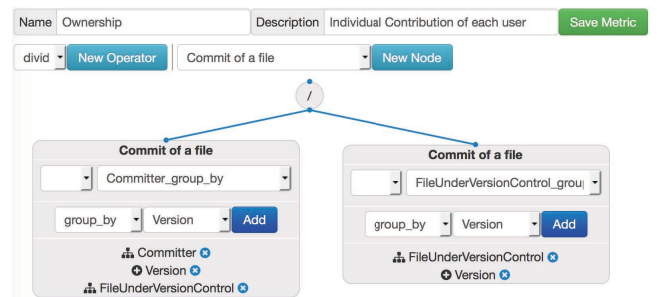 Name Ownership Description Individual Contribution of each user Save Metric
divid New Operator Commit of a file New Node
/
Commit of a file
Committer_group_by
group_by Version Add
Committer
Version
FileUnderVersionControl
Commit of a file
FileUnderVersionControl_grou
group_by Version Add
FileUnderVersionControl
Version